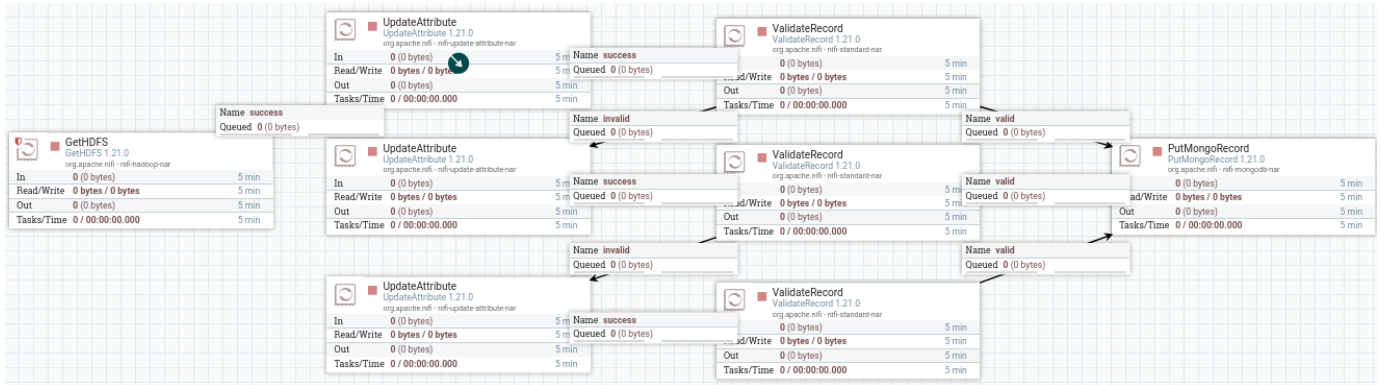 UpdateAttribute
UpdateAttribute 1.21.0
org.apache.nifi - nifi-update-attribute-nar
In 0 (0 bytes) 5 m
Read/Write 0 bytes / 0 bytes
Out 0 (0 bytes) 5 min
Tasks/Time 0 / 00:00:00.000 5 min
Name success
Queued 0 (0 bytes)
ValidateRecord
ValidateRecord 1.21.0
org.apache.nifi - nifi-standard-nar
0 (0 bytes) 5 min
ad/Write 0 bytes / 0 bytes 5 min
Out 0 (0 bytes) 5 min
Tasks/Time 0 / 00:00:00.000 5 min
Name success
Queued 0 (0 bytes)
Name invalid
Queued 0 (0 bytes)
Name valid
Queued 0 (0 bytes)
GetHDFS
GetHDFS 1.21.0
org.apache.nifi - nifi-hadoop-nar
In 0 (0 bytes) 5 min
Read/Write 0 bytes / 0 bytes 5 min
Out 0 (0 bytes) 5 min
Tasks/Time 0 / 00:00:00.000 5 min
UpdateAttribute
UpdateAttribute 1.21.0
org.apache.nifi - nifi-update-attribute-nar
In 0 (0 bytes) 5 m
Read/Write 0 bytes / 0 bytes 5 m
Out 0 (0 bytes) 5 min
Tasks/Time 0 / 00:00:00.000 5 min
Name success
Queued 0 (0 bytes)
ValidateRecord
ValidateRecord 1.21.0
org.apache.nifi - nifi-standard-nar
0 (0 bytes) 5 m
ad/Write 0 bytes / 0 bytes 5 m
Out 0 (0 bytes) 5 min
Tasks/Time 0 / 00:00:00.000 5 min
Name valid
Queued 0 (0 bytes)
PutMongoRecord
PutMongoRecord 1.21.0
org.apache.nifi - nifi-mongodb-nar
0 (0 bytes) 5 min
ad/Write 0 bytes / 0 bytes 5 min
Out 0 (0 bytes) 5 min
Tasks/Time 0 / 00:00:00.000 5 min
Name invalid
Queued 0 (0 bytes)
Name valid
Queued 0 (0 bytes)
UpdateAttribute
UpdateAttribute 1.21.0
org.apache.nifi - nifi-update-attribute-nar
In 0 (0 bytes) 5 m
Read/Write 0 bytes / 0 bytes 5 m
Out 0 (0 bytes) 5 min
Tasks/Time 0 / 00:00:00.000 5 min
Name success
Queued 0 (0 bytes)
ValidateRecord
ValidateRecord 1.21.0
org.apache.nifi - nifi-standard-nar
0 (0 bytes) 5 min
ad/Write 0 bytes / 0 bytes 5 min
Out 0 (0 bytes) 5 min
Tasks/Time 0 / 00:00:00.000 5 min